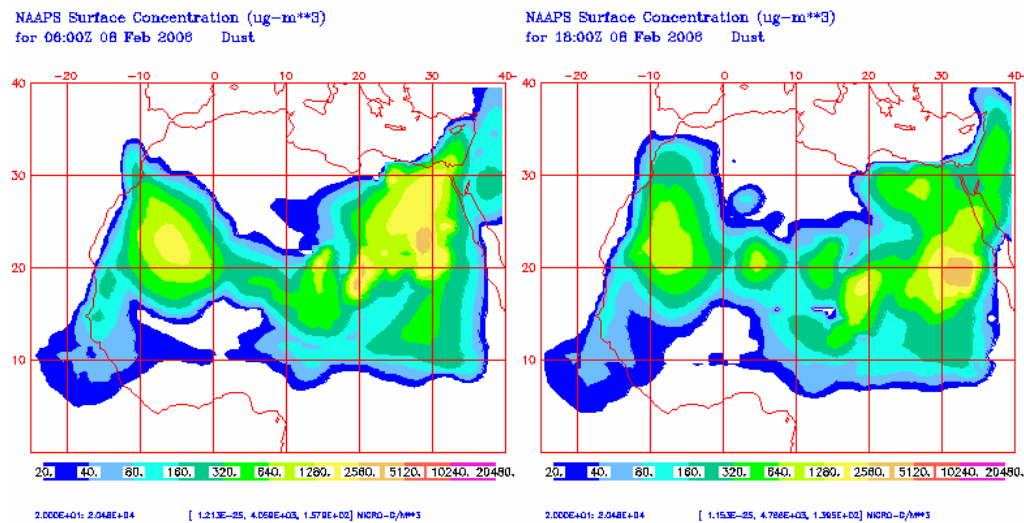 NAAPS Surface Concentration (ug-m**3)
for 06:00Z 08 Feb 2006 Dust
-20 -10 0 10 20 30 40
40
30
20
10
20. 40. 80. 160. 320. 640. 1280. 2560. 5120. 10240. 20480.
2.000E+01: 2.048E+04 [ 1.213E-25, 4.059E+03, 1.579E+02] MICRO-G/M**3
NAAPS Surface Concentration (ug-m**3)
for 18:00Z 08 Feb 2006 Dust
-20 -10 0 10 20 30 40-
40-
30
20
10
20. 40. 80. 160. 320. 640. 1280. 2560. 5120. 10240. 20480.
2.000E+01: 2.048E+04 [ 1.153E-25, 4.766E+03, 1.395E+02] MICRO-G/M**3